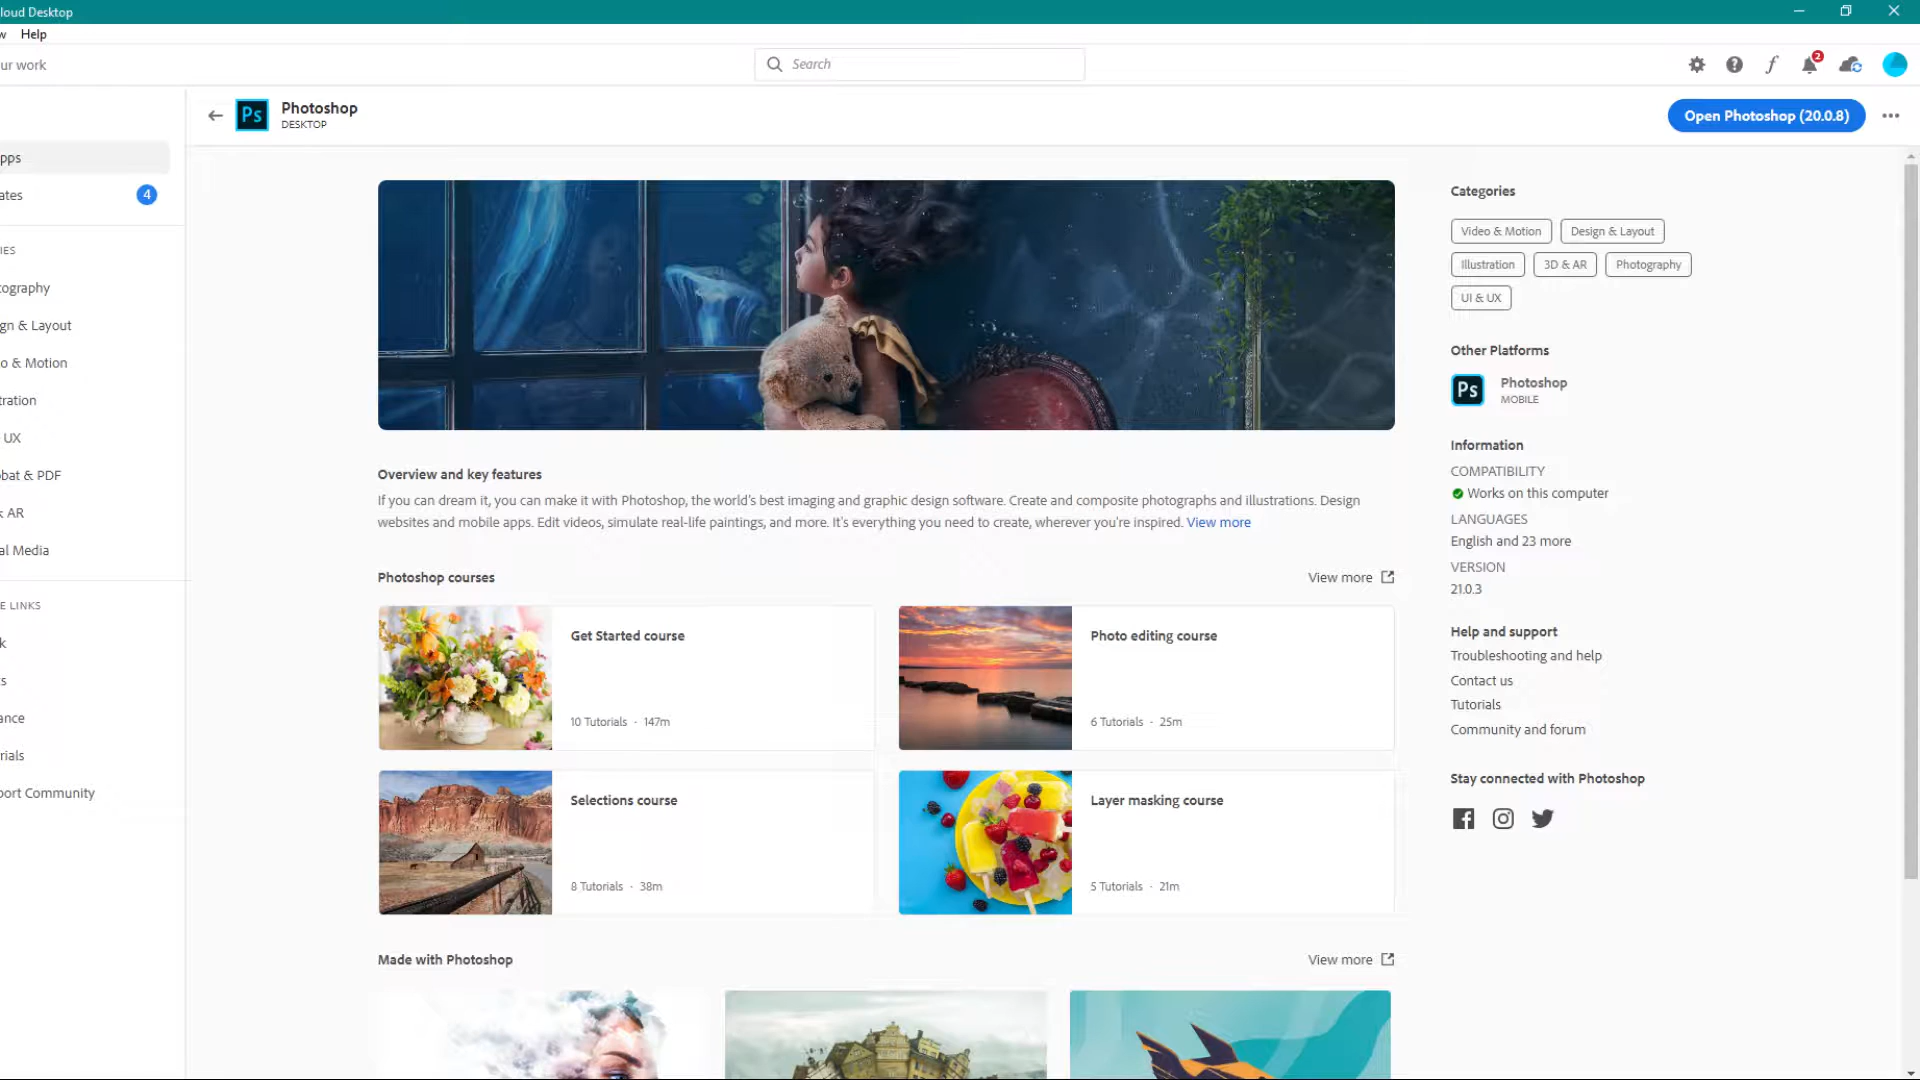 loud Desktop
w Help
ur work
Search
2
Ps
Photoshop
DESKTOP
Open Photoshop (20.0.8)
pps
ates
4
IES
ography
gn & Layout
o & Motion
tration
UX
bat & PDF
AR
al Media
E LINKS
k
s
ance
rials
port Community
Overview and key features
If you can dream it, you can make it with Photoshop, the world's best imaging and graphic design software. Create and composite photographs and illustrations. Design
websites and mobile apps. Edit videos, simulate real-life paintings, and more. It's everything you need to create, wherever you're inspired. View more
Photoshop courses
View more
Get Started course
10 Tutorials · 147m
Photo editing course
6 Tutorials · 25m
Selections course
8 Tutorials · 38m
Layer masking course
5 Tutorials · 21m
Made with Photoshop
View more
Categories
Video & Motion
Design & Layout
Illustration
3D & AR
Photography
UI & UX
Other Platforms
Ps
Photoshop
MOBILE
Information
COMPATIBILITY
Works on this computer
LANGUAGES
English and 23 more
VERSION
21.0.3
Help and support
Troubleshooting and help
Contact us
Tutorials
Community and forum
Stay connected with Photoshop